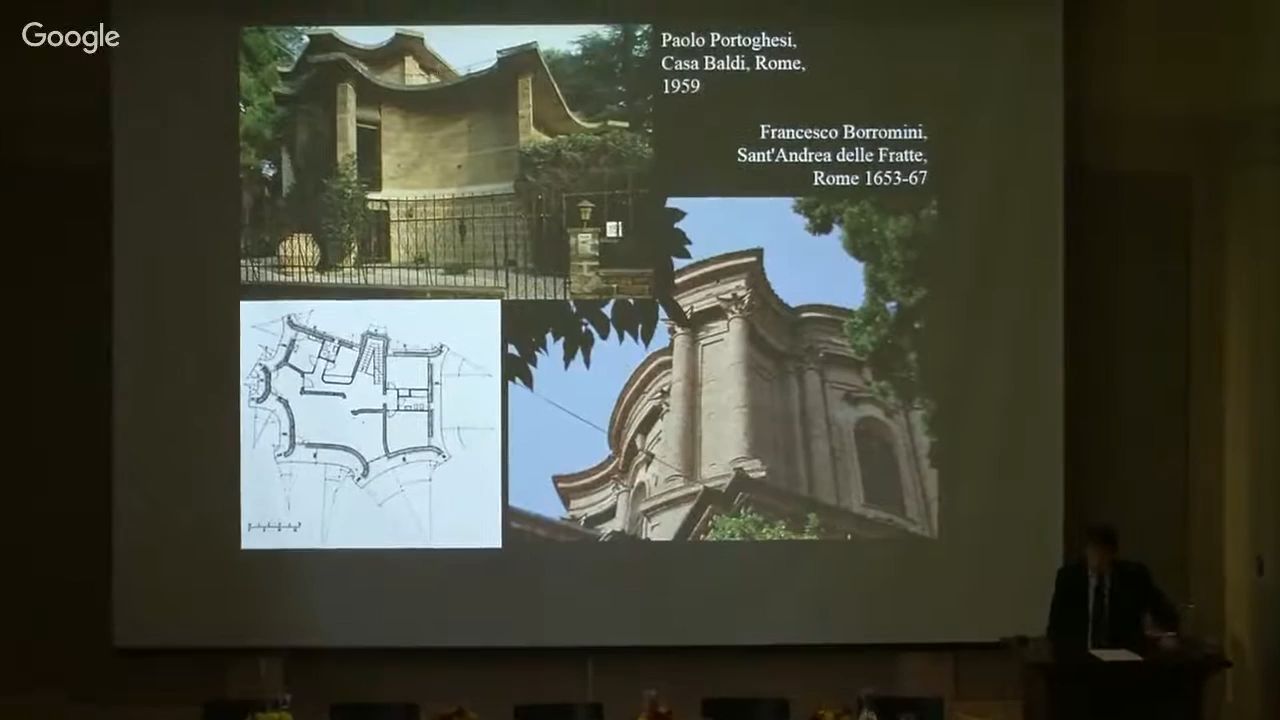 Google
Paolo Portoghesi,
Casa Baldi, Rome,
1959
Francesco Borromini,
Sant'Andrea delle Fratte,
Rome 1653-67